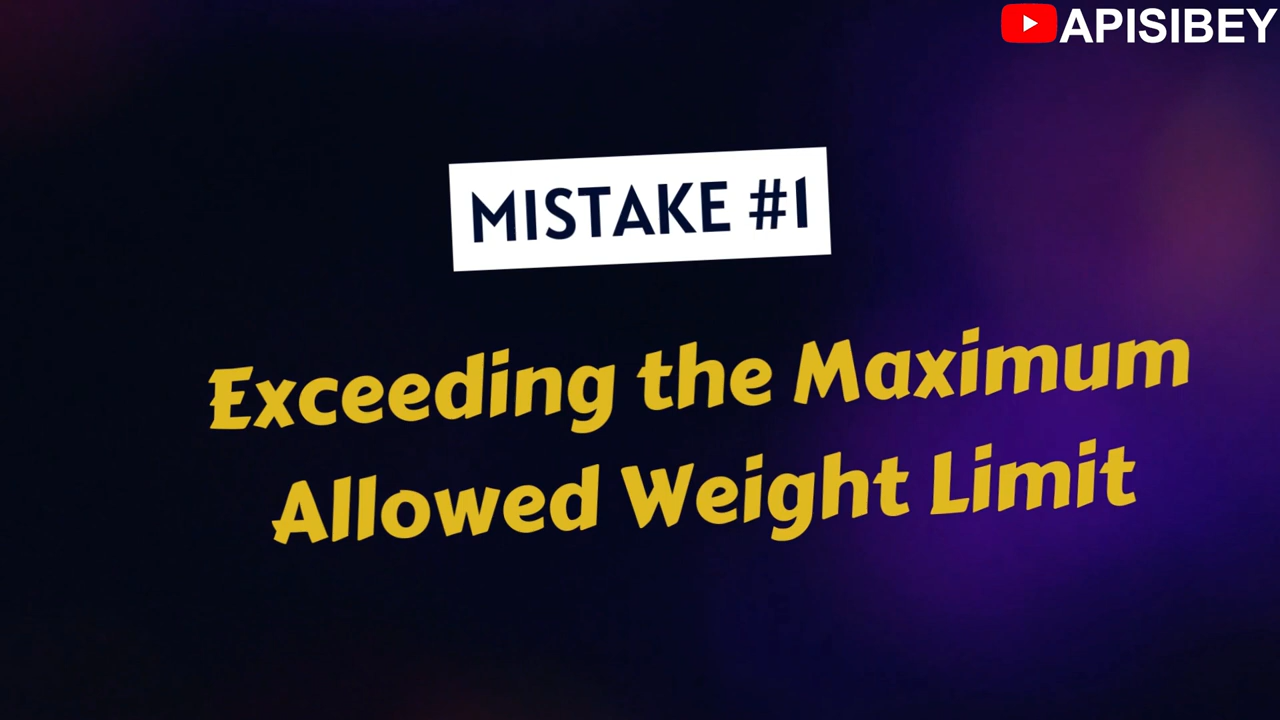 APISIBEY
MISTAKE #1
Exceeding the Maximum
Allowed Weight Limit